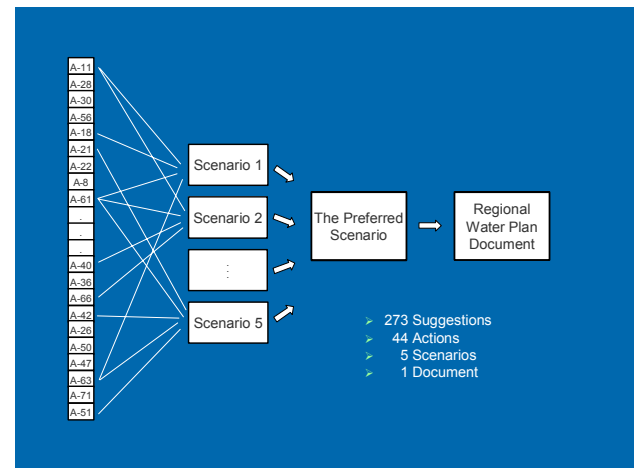 A-11
A-28
A-30
A-56
A-18
A-21
A-22
A-8
A-61
.
.
.
A-40
A-36
A-66
A-42
A-26
A-50
A-47
A-63
A-71
A-51
Scenario 1
Scenario 2
⋮
Scenario 5
The Preferred
Scenario
Regional
Water Plan
Document
➢ 273 Suggestions
➢ 44 Actions
➢ 5 Scenarios
➢ 1 Document